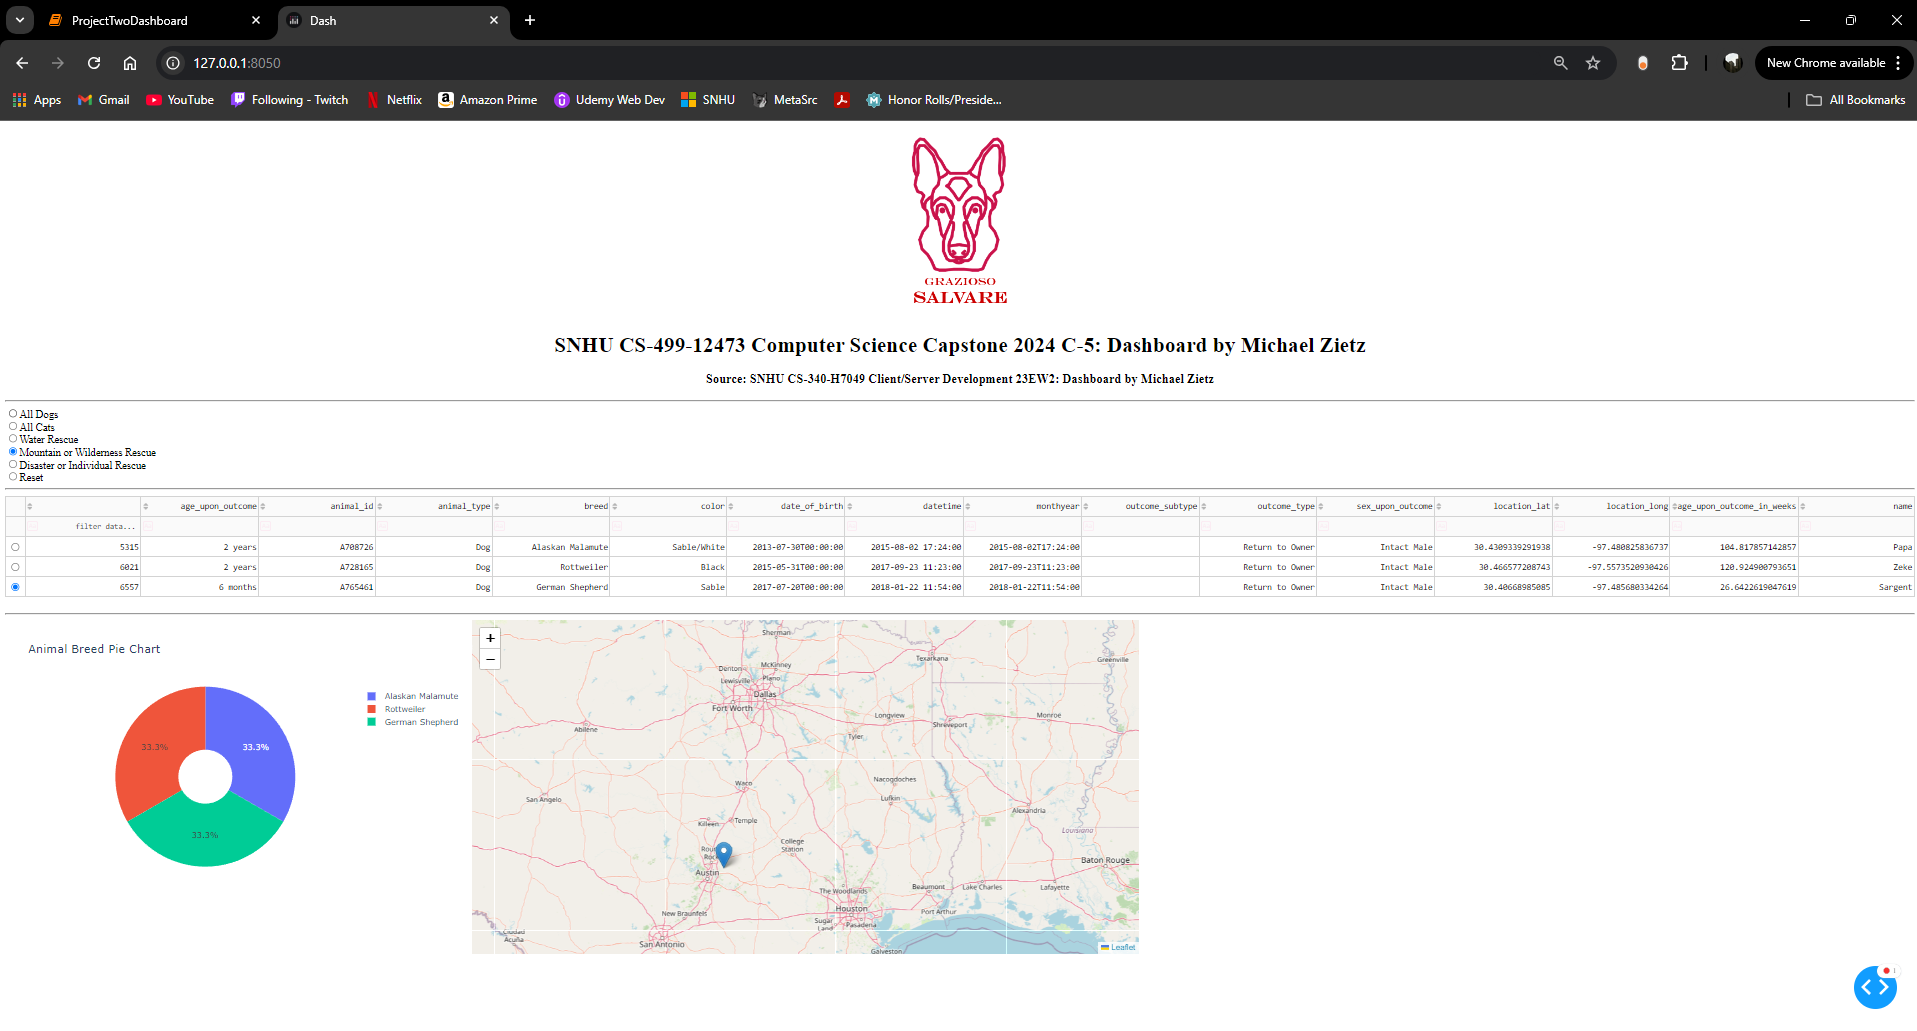 ProjectTwoDashboard
Dash
127.0.0.1:8050
New Chrome available
Apps
Gmail
YouTube
Following - Twitch
Netflix
Amazon Prime
Udemy Web Dev
SNHU
MetaSrc
Honor Rolls/Preside...
All Bookmarks
GRAZIOSO
SALVARE
SNHU CS-499-12473 Computer Science Capstone 2024 C-5: Dashboard by Michael Zietz
Source: SNHU CS-340-H7049 Client/Server Development 23EW2: Dashboard by Michael Zietz
All Dogs
All Cats
Water Rescue
Mountain or Wilderness Rescue
Disaster or Individual Rescue
Reset
age_upon_outcome animal_id animal_type breed color date_of_birth datetime monthyear outcome_subtype outcome_type sex_upon_outcome location_lat location_long age_upon_outcome_in_weeks name
filter data...
5315 2 years A708726 Dog Alaskan Malamute Sable/White 2013-07-30T00:00:00 2015-08-02 17:24:00 2015-08-02T17:24:00 Return to Owner Intact Male 30.4309339291938 -97.480825836737 104.817857142857 Papa
6021 2 years A728165 Dog Rottweiler Black 2015-05-31T00:00:00 2017-09-23 11:23:00 2017-09-23T11:23:00 Return to Owner Intact Male 30.466577208743 -97.5573520930426 120.924900793651 Zeke
6557 6 months A765461 Dog German Shepherd Sable 2017-07-20T00:00:00 2018-01-22 11:54:00 2018-01-22T11:54:00 Return to Owner Intact Male 30.40668985085 -97.485680334264 26.6422619047619 Sargent
Animal Breed Pie Chart
33.3%
33.3%
33.3%
Alaskan Malamute
Rottweiler
German Shepherd
+
−
Sherman
Texarkana
Greenville
Denton
McKinney
Lewisville
Plano
Dallas
Fort Worth
Abilene
Longview
Shreveport
Monroe
Tyler
Waco
Nacogdoches
San Angelo
Lufkin
Alexandria
Killeen
Temple
Louisiana
College
Station
Austin
Baton Rouge
The Woodlands
Beaumont
Lake Charles
Lafayette
New Braunfels
Houston
Port Arthur
Sugar
Land
Pasadena
Ciudad
Acuña
San Antonio
Galveston
Leaflet